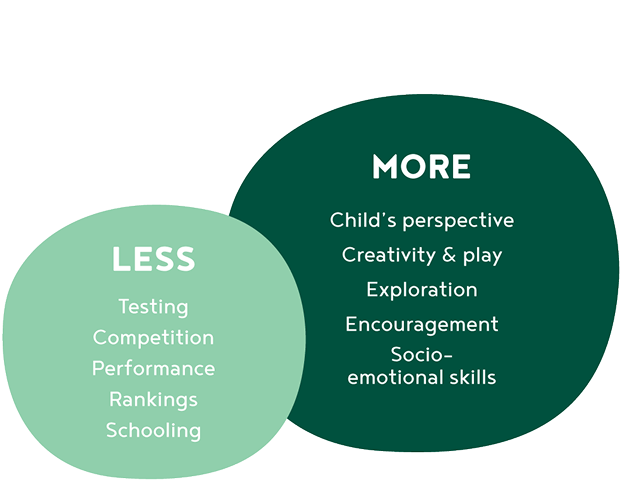 MORE
Child's perspective
Creativity & play
Exploration
Encouragement
Socio-
emotional skills
LESS
Testing
Competition
Performance
Rankings
Schooling